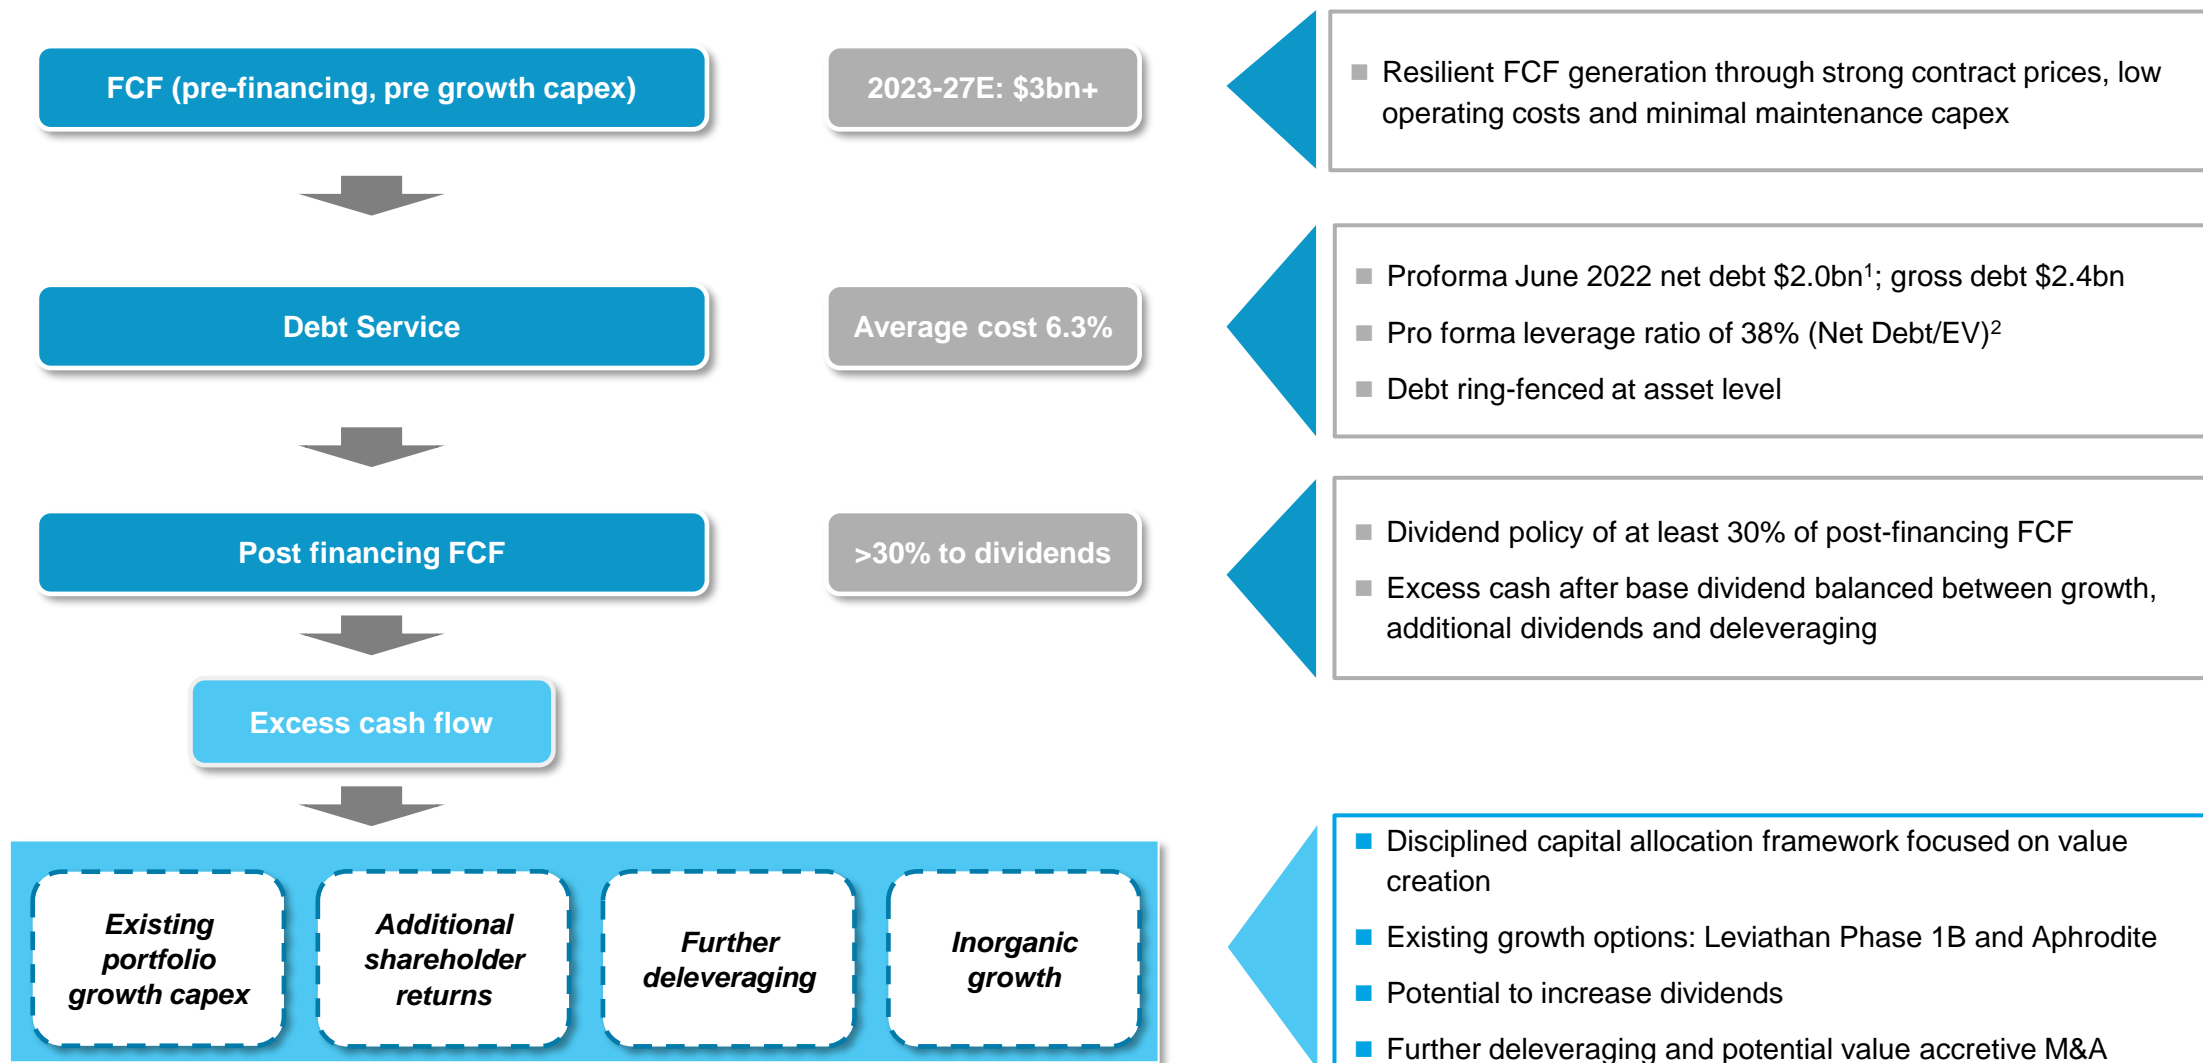 FCF (pre-financing, pre growth capex)
2023-27E: $3bn+
Resilient FCF generation through strong contract prices, low
operating costs and minimal maintenance capex
Debt Service
Average cost 6.3%
Proforma June 2022 net debt $2.0bn¹; gross debt $2.4bn
Pro forma leverage ratio of 38% (Net Debt/EV)²
Debt ring-fenced at asset level
Post financing FCF
>30% to dividends
Dividend policy of at least 30% of post-financing FCF
Excess cash after base dividend balanced between growth,
additional dividends and deleveraging
Excess cash flow
Existing
portfolio
growth capex
Additional
shareholder
returns
Further
deleveraging
Inorganic
growth
Disciplined capital allocation framework focused on value
creation
Existing growth options: Leviathan Phase 1B and Aphrodite
Potential to increase dividends
Further deleveraging and potential value accretive M&A